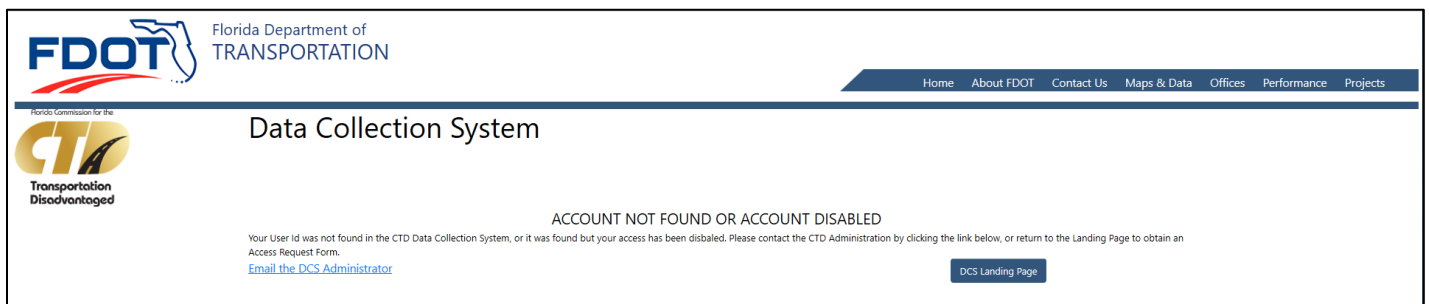 FDOT
Florida Department of
TRANSPORTATION
Home About FDOT Contact Us Maps & Data Offices Performance Projects
Florida Commission for the
CTD
Transportation
Disadvantaged
Data Collection System
ACCOUNT NOT FOUND OR ACCOUNT DISABLED
Your User Id was not found in the CTD Data Collection System, or it was found but your access has been disbaled. Please contact the CTD Administration by clicking the link below, or return to the Landing Page to obtain an
Access Request Form.
Email the DCS Administrator
DCS Landing Page